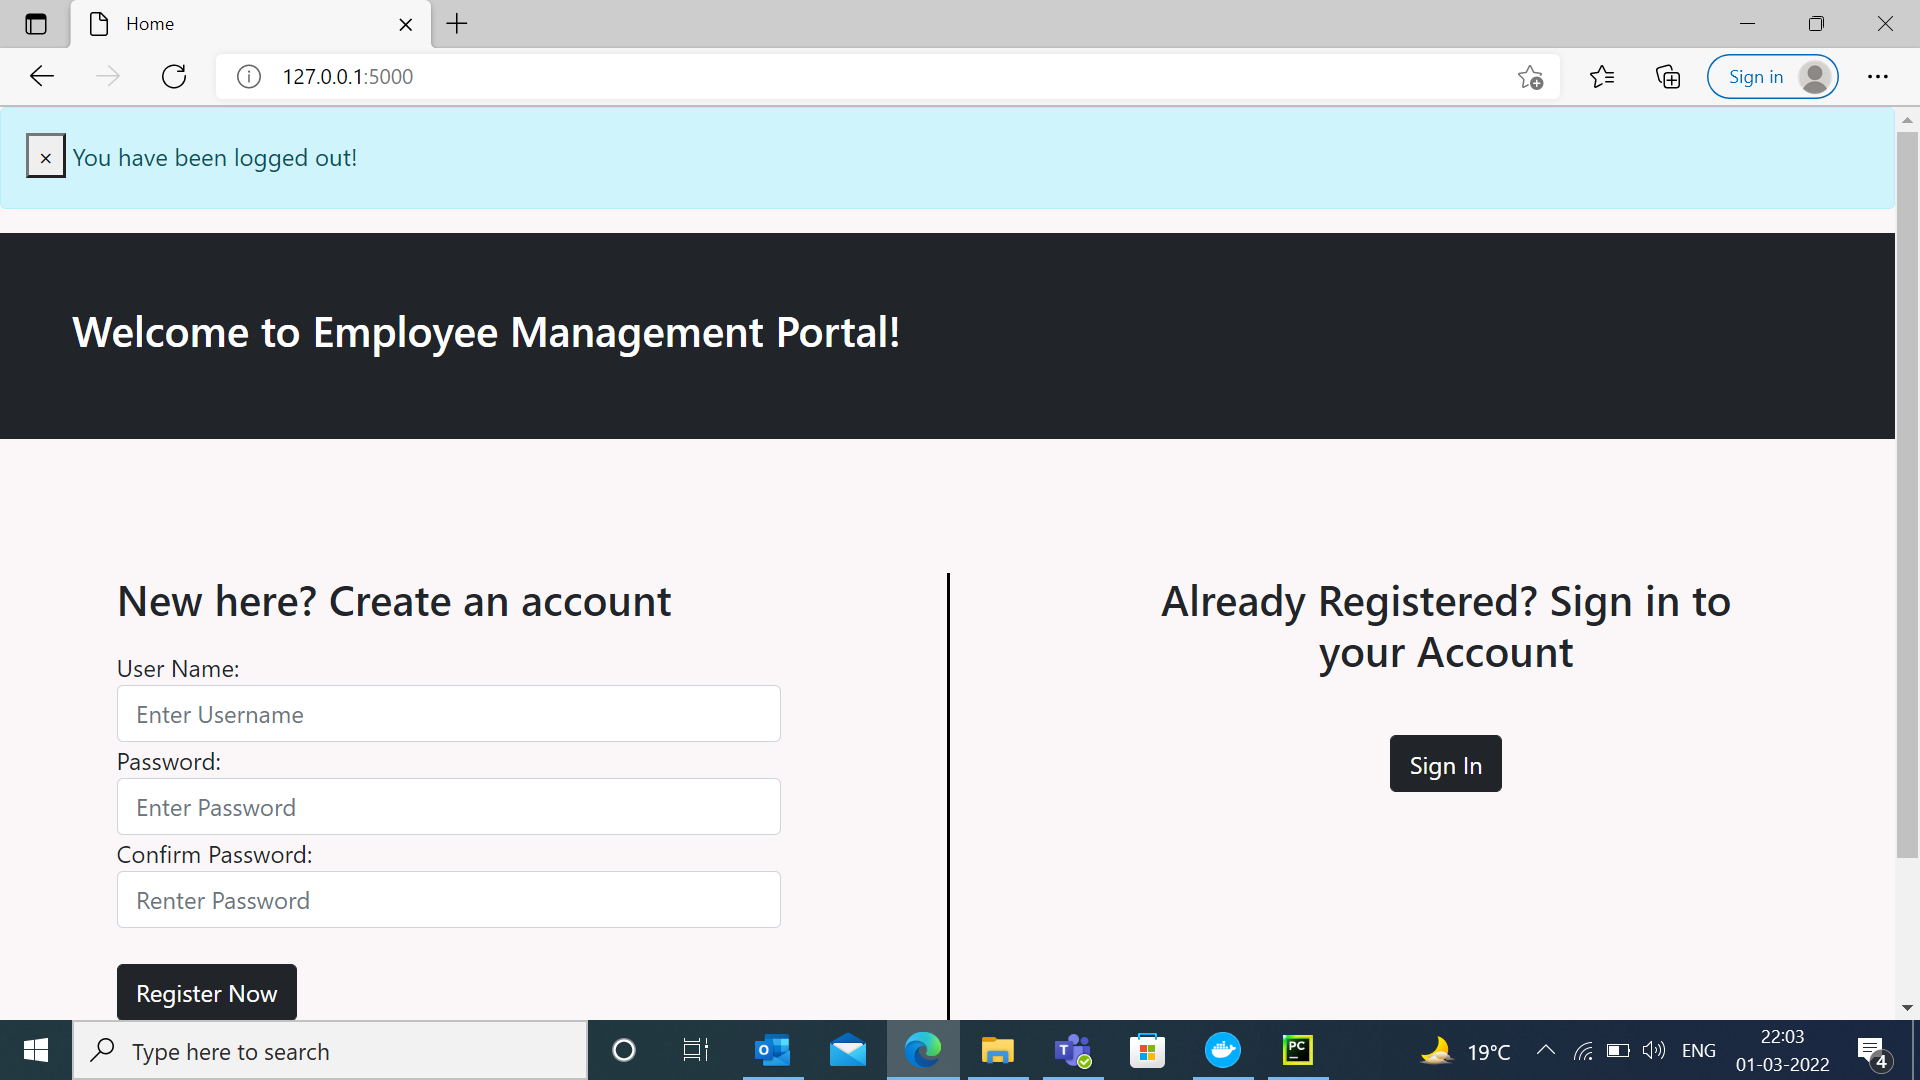 Home
127.0.0.1:5000
Sign in
× You have been logged out!
Welcome to Employee Management Portal!
New here? Create an account
User Name:
Enter Username
Password:
Enter Password
Confirm Password:
Renter Password
Register Now
Already Registered? Sign in to
your Account
Sign In
Type here to search
PC
19°C
ENG
22:03
01-03-2022
4